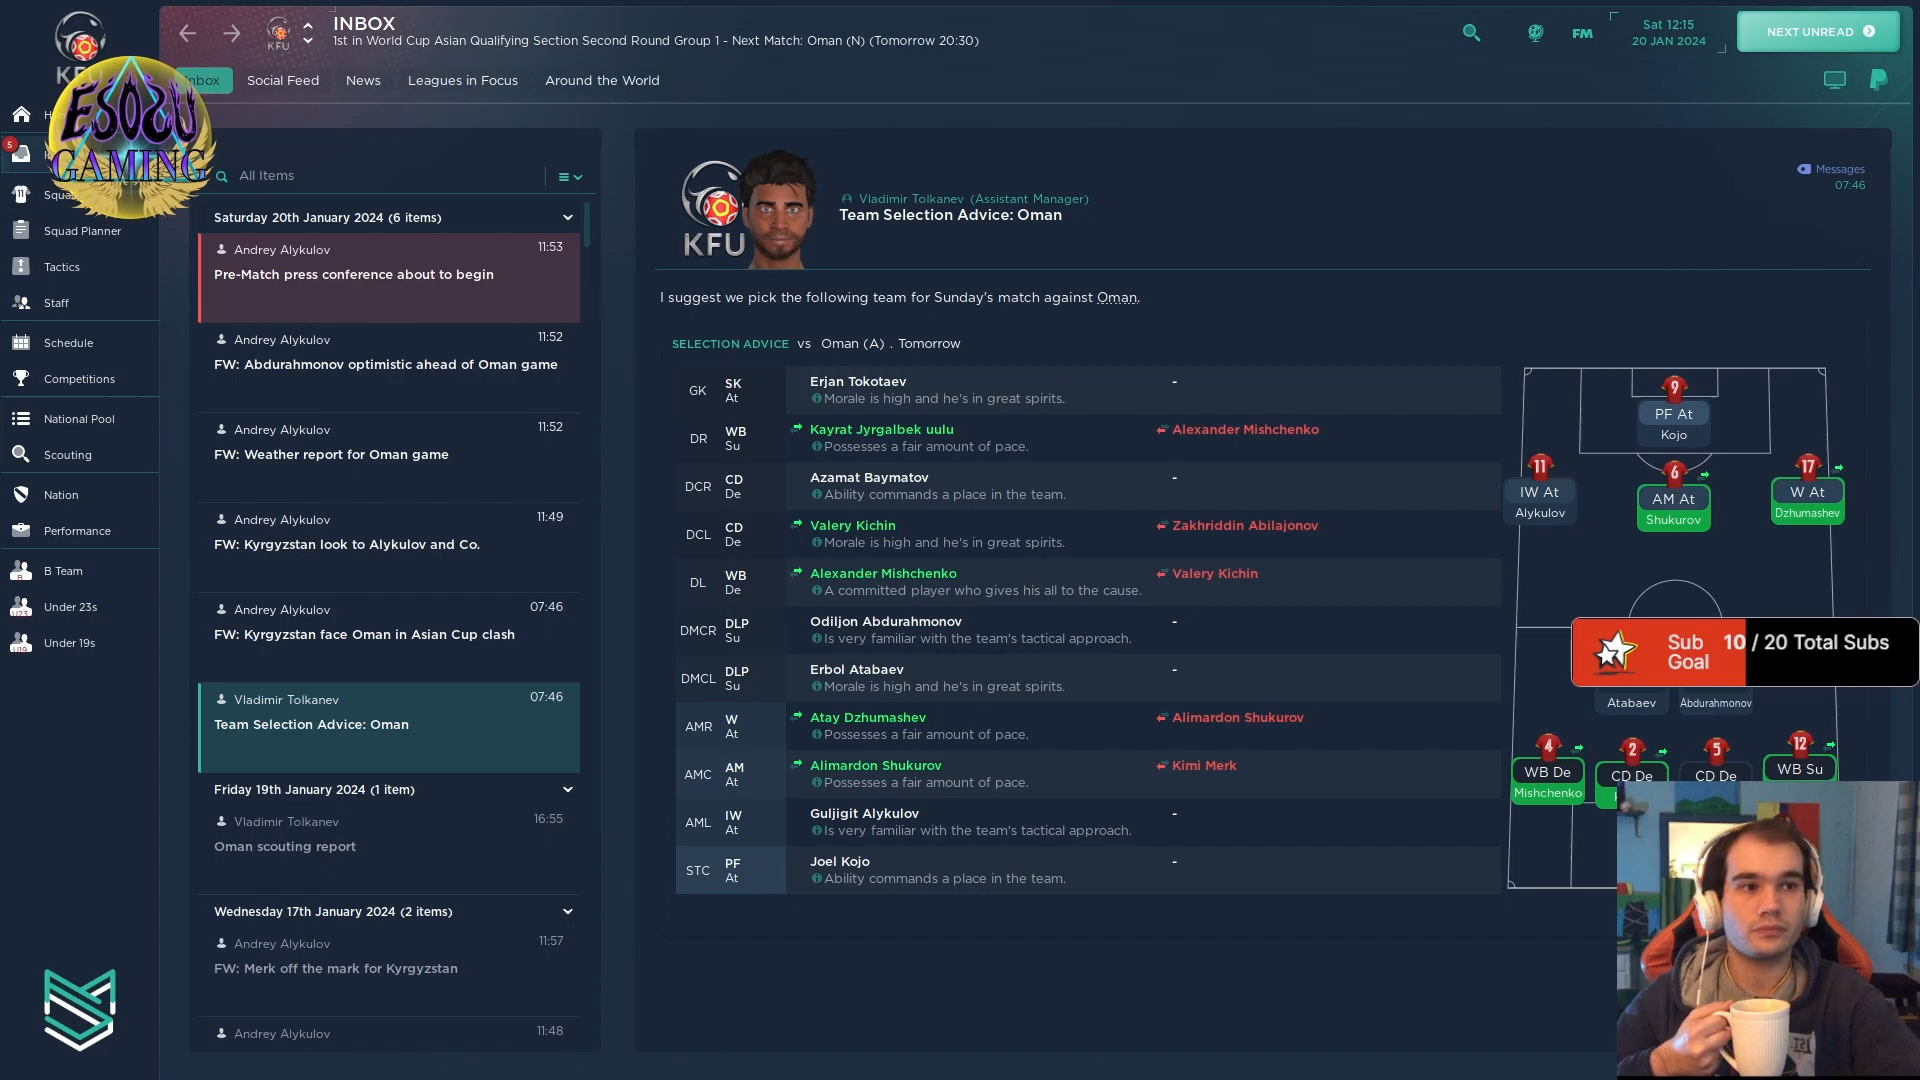 INBOX
1st in World Cup Asian Qualifying Section Second Round Group 1 - Next Match: Oman (N) (Tomorrow 20:30)
KFU
FM
Sat 12:15
20 JAN 2024
NEXT UNREAD
Inbox
Social Feed
News
Leagues in Focus
Around the World
ESOZU
GAMING
5
Squad
Squad Planner
Tactics
Staff
Schedule
Competitions
National Pool
Scouting
Nation
Performance
B Team
Under 23s
Under 19s
All Items
Saturday 20th January 2024 (6 items)
Andrey Alykulov 11:53
Pre-Match press conference about to begin
Andrey Alykulov 11:52
FW: Abdurahmonov optimistic ahead of Oman game
Andrey Alykulov 11:52
FW: Weather report for Oman game
Andrey Alykulov 11:49
FW: Kyrgyzstan look to Alykulov and Co.
Andrey Alykulov 07:46
FW: Kyrgyzstan face Oman in Asian Cup clash
Vladimir Tolkanev 07:46
Team Selection Advice: Oman
Friday 19th January 2024 (1 item)
Vladimir Tolkanev 16:55
Oman scouting report
Wednesday 17th January 2024 (2 items)
Andrey Alykulov 11:57
FW: Merk off the mark for Kyrgyzstan
Andrey Alykulov 11:48
KFU
Vladimir Tolkanev (Assistant Manager)
Team Selection Advice: Oman
Messages
07:46
I suggest we pick the following team for Sunday's match against Oman.
SELECTION ADVICE vs Oman (A) . Tomorrow
GK SK At Erjan Tokotaev -
Morale is high and he's in great spirits.
DR WB Su Kayrat Jyrgalbek uulu Alexander Mishchenko
Possesses a fair amount of pace.
DCR CD De Azamat Baymatov -
Ability commands a place in the team.
DCL CD De Valery Kichin Zakhriddin Abilajonov
Morale is high and he's in great spirits.
DL WB De Alexander Mishchenko Valery Kichin
A committed player who gives his all to the cause.
DMCR DLP Su Odiljon Abdurahmonov -
Is very familiar with the team's tactical approach.
DMCL DLP Su Erbol Atabaev -
Morale is high and he's in great spirits.
AMR W At Atay Dzhumashev Alimardon Shukurov
Possesses a fair amount of pace.
AMC AM At Alimardon Shukurov Kimi Merk
Possesses a fair amount of pace.
AML IW At Guljigit Alykulov -
Is very familiar with the team's tactical approach.
STC PF At Joel Kojo -
Ability commands a place in the team.
9
PF At
Kojo
11
IW At
Alykulov
6
AM At
Shukurov
17
W At
Dzhumashev
Sub Goal
10 / 20 Total Subs
Atabaev
Abdurahmonov
4
WB De
Mishchenko
2
CD De
5
CD De
12
WB Su